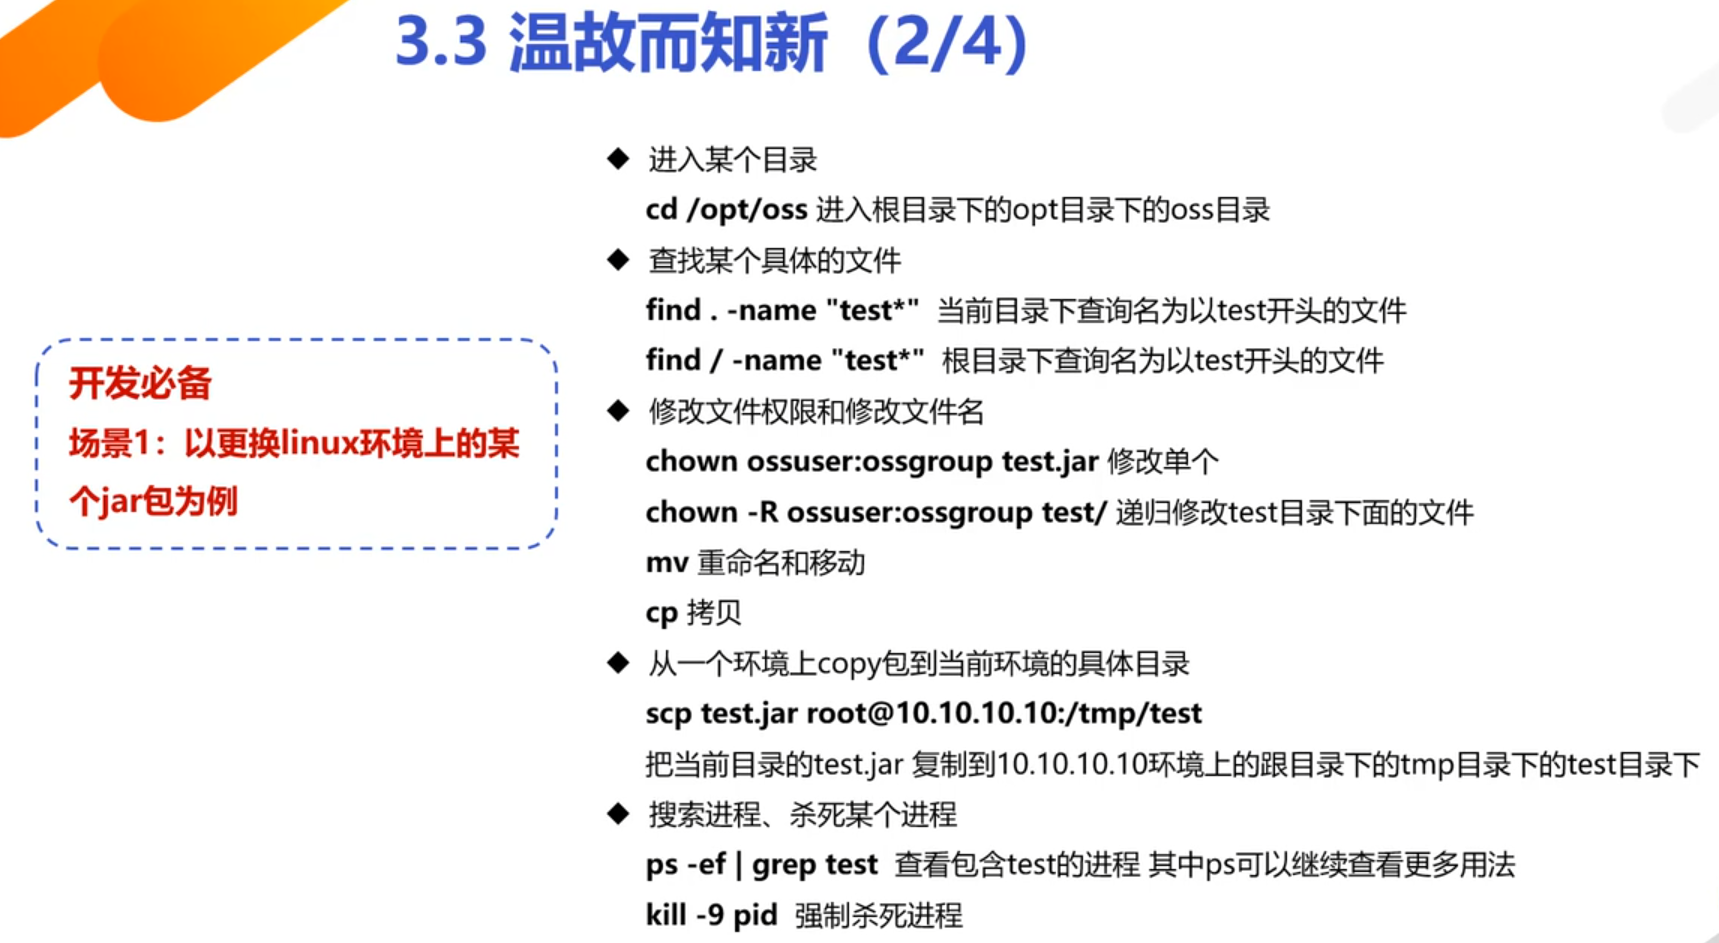 3.3 温故而知新（2/4）
开发必备
场景1：以更换linux环境上的某
个jar包为例
◆ 进入某个目录
cd /opt/oss 进入根目录下的opt目录下的oss目录
◆ 查找某个具体的文件
find . -name "test*" 当前目录下查询名为以test开头的文件
find / -name "test*" 根目录下查询名为以test开头的文件
◆ 修改文件权限和修改文件名
chown ossuser:ossgroup test.jar 修改单个
chown -R ossuser:ossgroup test/ 递归修改test目录下面的文件
mv 重命名和移动
cp 拷贝
◆ 从一个环境上copy包到当前环境的具体目录
scp test.jar root@10.10.10.10:/tmp/test
把当前目录的test.jar 复制到10.10.10.10环境上的跟目录下的tmp目录下的test目录下
◆ 搜索进程、杀死某个进程
ps -ef | grep test 查看包含test的进程 其中ps可以继续查看更多用法
kill -9 pid 强制杀死进程